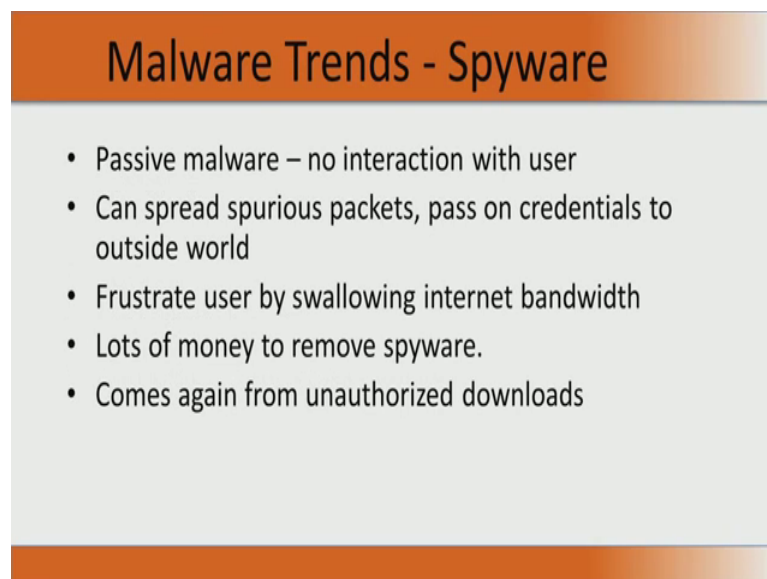 Malware Trends - Spyware
• Passive malware – no interaction with user
• Can spread spurious packets, pass on credentials to
outside world
• Frustrate user by swallowing internet bandwidth
• Lots of money to remove spyware.
• Comes again from unauthorized downloads